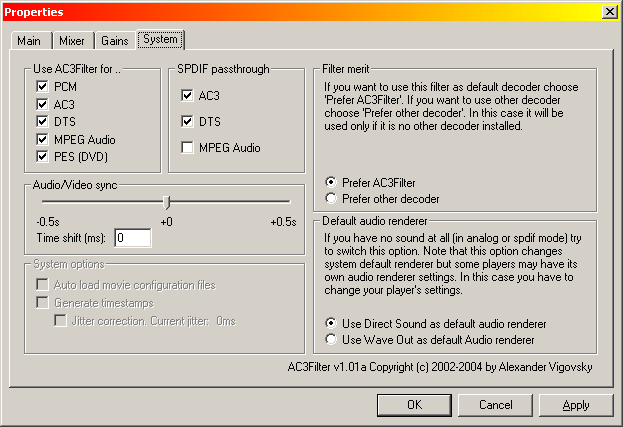 Properties
Main Mixer Gains System
Use AC3Filter for ..
PCM
AC3
DTS
MPEG Audio
PES (DVD)
SPDIF passthrough
AC3
DTS
MPEG Audio
Audio/Video sync
-0.5s +0 +0.5s
Time shift (ms): 0
System options
Auto load movie configuration files
Generate timestamps
Jitter correction. Current jitter: 0ms
Filter merit
If you want to use this filter as default decoder choose
'Prefer AC3Filter'. If you want to use other decoder
choose 'Prefer other decoder'. In this case it will be
used only if it is no other decoder installed.
Prefer AC3Filter
Prefer other decoder
Default audio renderer
If you have no sound at all (in analog or spdif mode) try
to switch this option. Note that this option changes
system default renderer but some players may have its
own audio renderer settings. In this case you have to
change your player's settings.
Use Direct Sound as default audio renderer
Use Wave Out as default Audio renderer
AC3Filter v1.01a Copyright (c) 2002-2004 by Alexander Vigovsky
OK Cancel Apply